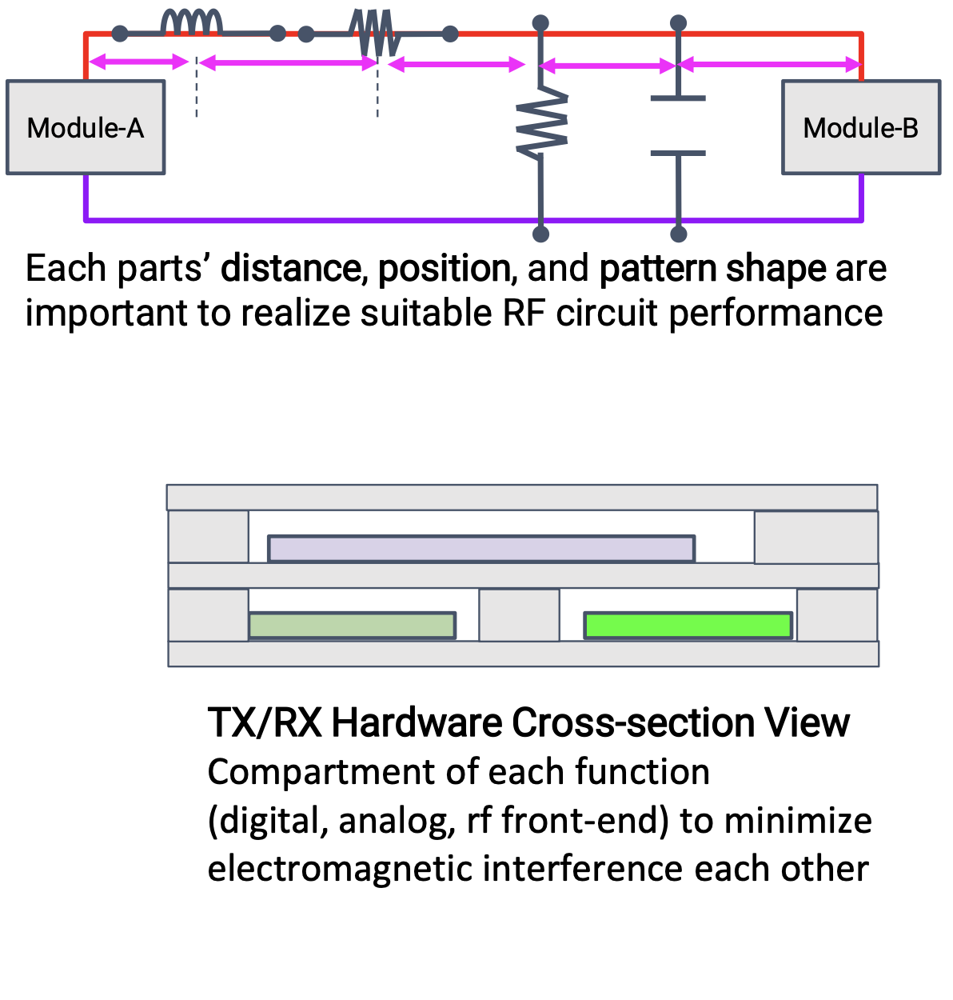 Module-A
Module-B
Each parts’ distance, position, and pattern shape are
important to realize suitable RF circuit performance
TX/RX Hardware Cross-section View
Compartment of each function
(digital, analog, rf front-end) to minimize
electromagnetic interference each other